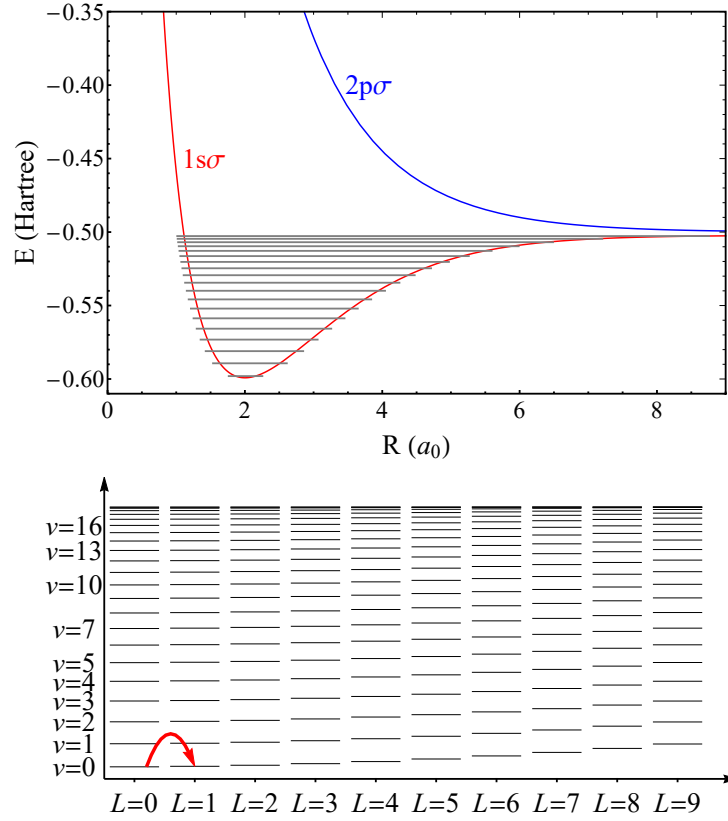 −0.35
−0.40
−0.45
−0.50
−0.55
−0.60
E (Hartree)
1sσ
2pσ
0 2 4 6 8
R (a₀)
v=16
v=13
v=10
v=7
v=5
v=4
v=3
v=2
v=1
v=0
L=0 L=1 L=2 L=3 L=4 L=5 L=6 L=7 L=8 L=9